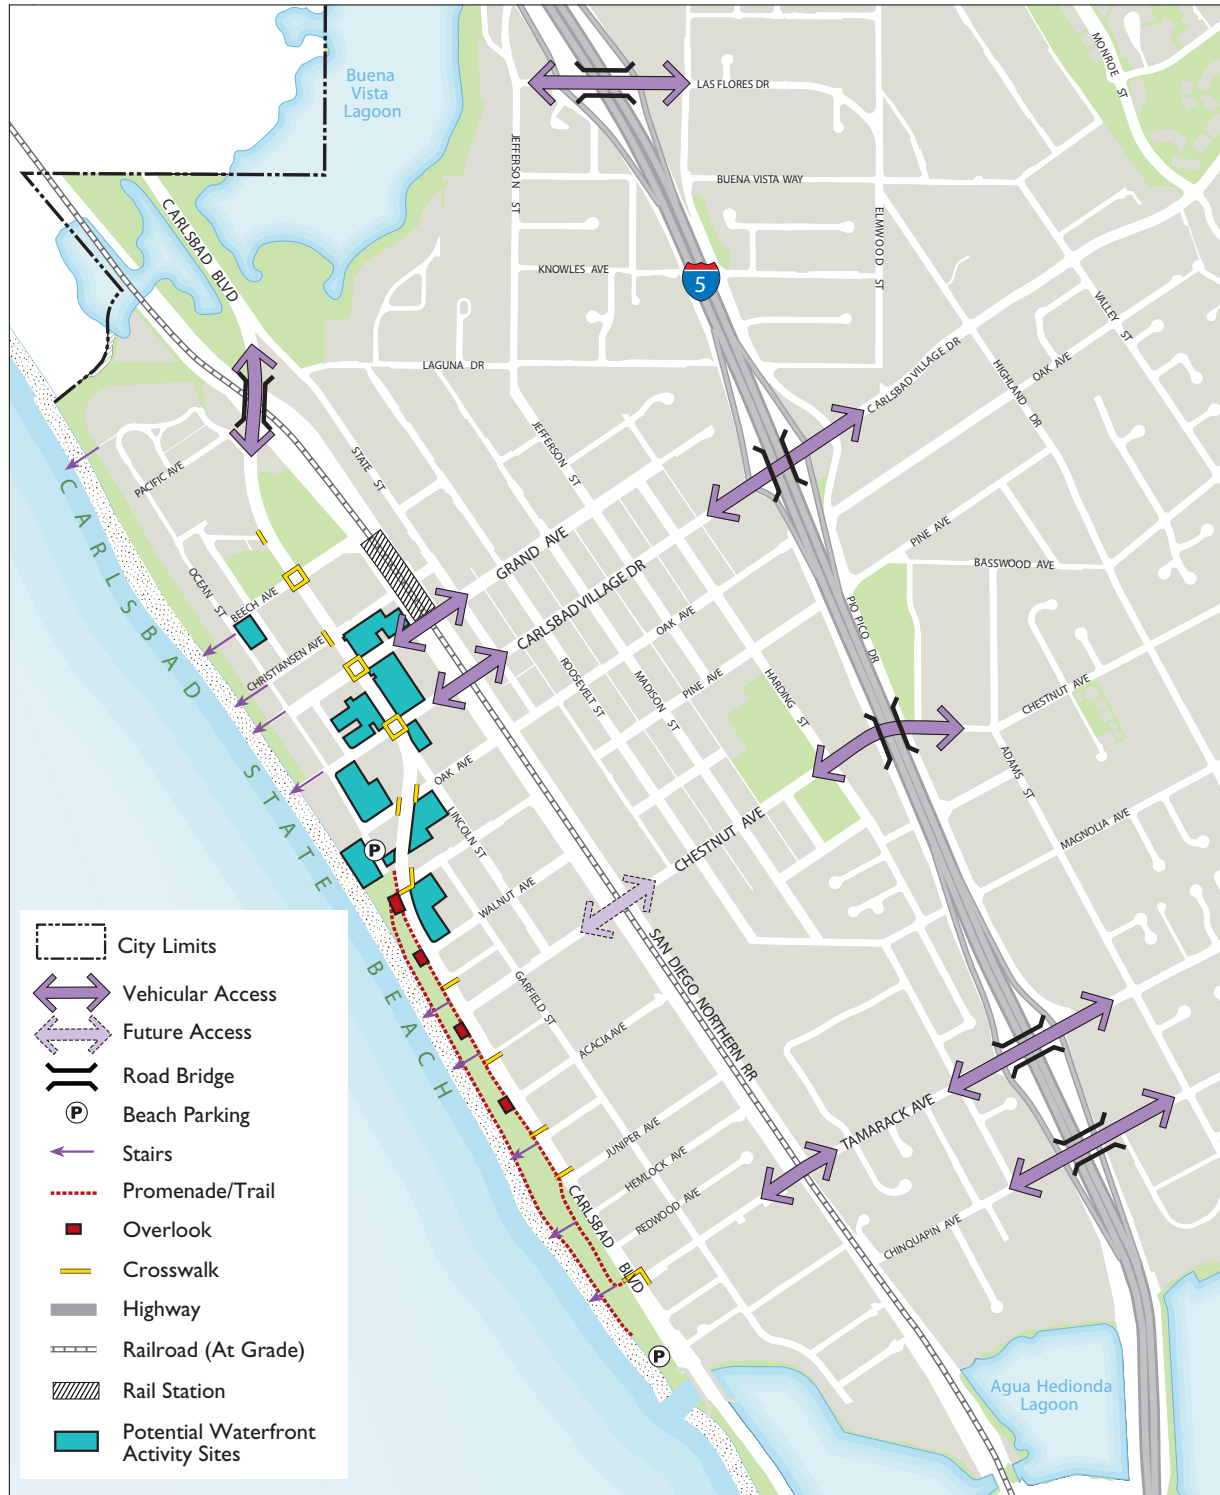 Buena
Vista
Lagoon
LAS FLORES DR
MONROE ST
JEFFERSON ST
BUENA VISTA WAY
ELMWOOD ST
CARLSBAD BLVD
KNOWLES AVE
5
VALLEY ST
LAGUNA DR
CARLSBAD VILLAGE DR
HIGHLAND DR
OAK AVE
JEFFERSON ST
STATE ST
PACIFIC AVE
GRAND AVE
PINE AVE
BASSWOOD AVE
OCEAN ST
BEECH AVE
CARLSBAD VILLAGE DR
OAK AVE
PIO PICO DR
CHRISTIANSEN AVE
ROOSEVELT ST
MADISON ST
PINE AVE
HARDING ST
CHESTNUT AVE
ADAMS ST
OAK AVE
LINCOLN ST
CHESTNUT AVE
MAGNOLIA AVE
P
WALNUT AVE
CARLSBAD STATE BEACH
SAN DIEGO NORTHERN RR
GARFIELD ST
ACACIA AVE
TAMARACK AVE
JUNIPER AVE
HEMLOCK AVE
REDWOOD AVE
CARLSBAD BLVD
CHINQUAPIN AVE
P
Agua Hedionda
Lagoon
City Limits
Vehicular Access
Future Access
Road Bridge
P
Beach Parking
Stairs
Promenade/Trail
Overlook
Crosswalk
Highway
Railroad (At Grade)
Rail Station
Potential Waterfront
Activity Sites